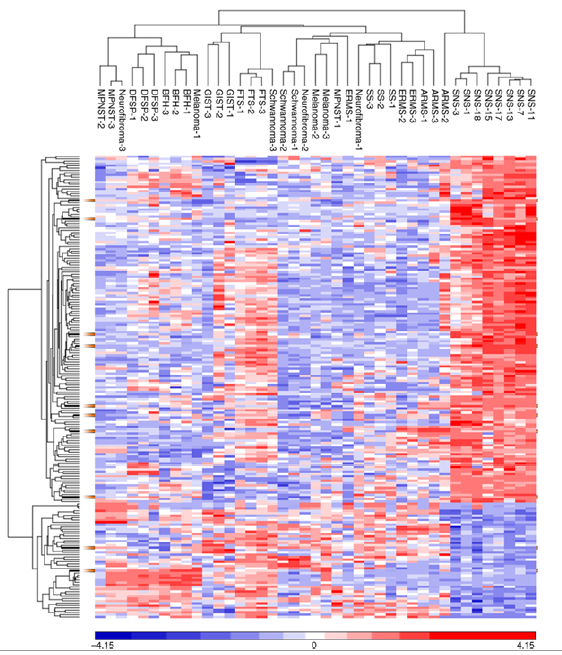 MPNST-2
MPNST-3
Neurofibroma-3
DFSP-1
DFSP-2
DFSP-3
BFH-3
BFH-2
BFH-1
Melanoma-1
GIST-3
GIST-2
GIST-1
FTS-1
FTS-2
FTS-3
Schwannoma-3
Schwannoma-2
Schwannoma-1
Neurofibroma-2
Melanoma-2
Melanoma-3
MPNST-1
ERMS-1
Neurofibroma-1
SS-3
SS-2
SS-1
ERMS-2
ERMS-3
ARMS-1
ARMS-3
ARMS-2
SNS-3
SNS-1
SNS-18
SNS-15
SNS-17
SNS-13
SNS-7
SNS-11
−4.15 0 4.15